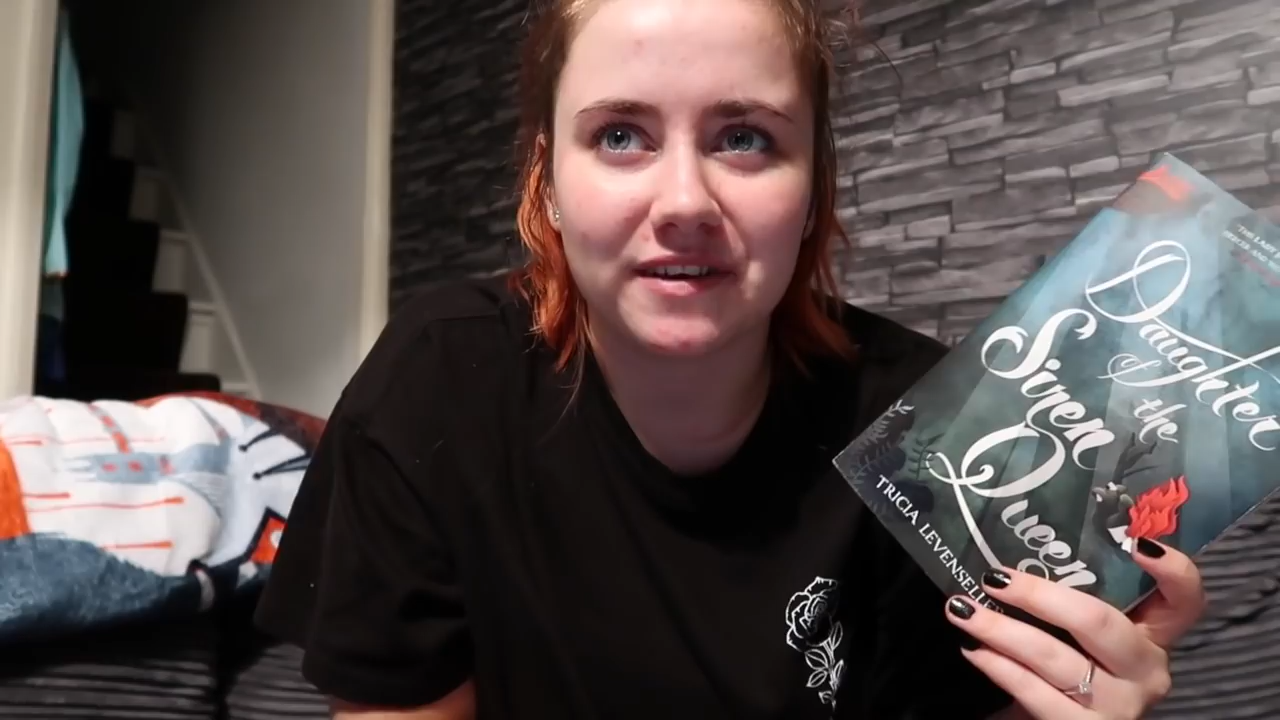 Daughter
of the
Siren
Queen
TRICIA LEVENSELLER